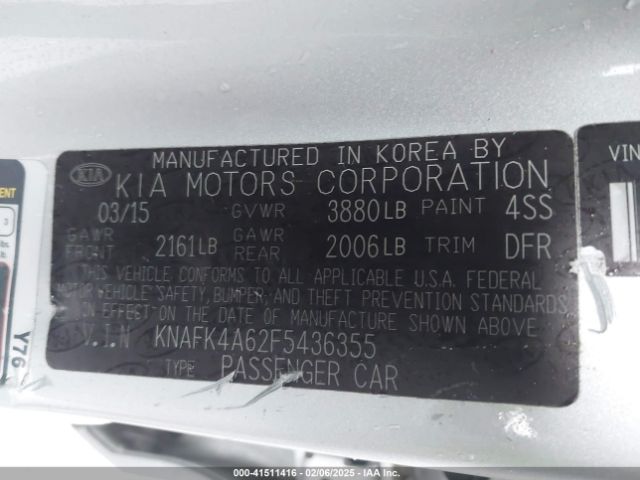 MANUFACTURED IN KOREA BY
KIA KIA MOTORS CORPORATION
03/15 GVWR 3880LB PAINT 4SS
GAWR FRONT 2161LB GAWR REAR 2006LB TRIM DFR
THIS VEHICLE CONFORMS TO ALL APPLICABLE U.S.A. FEDERAL
MOTOR VEHICLE SAFETY, BUMPER, AND THEFT PREVENTION STANDARDS
IN EFFECT ON THE DATE OF MANUFACTURE SHOWN ABOVE.
V.I.N KNAFK4A62F5436355
TYPE PASSENGER CAR
Y76
VIN
3
000-41511416 - 02/06/2025 - IAA Inc.